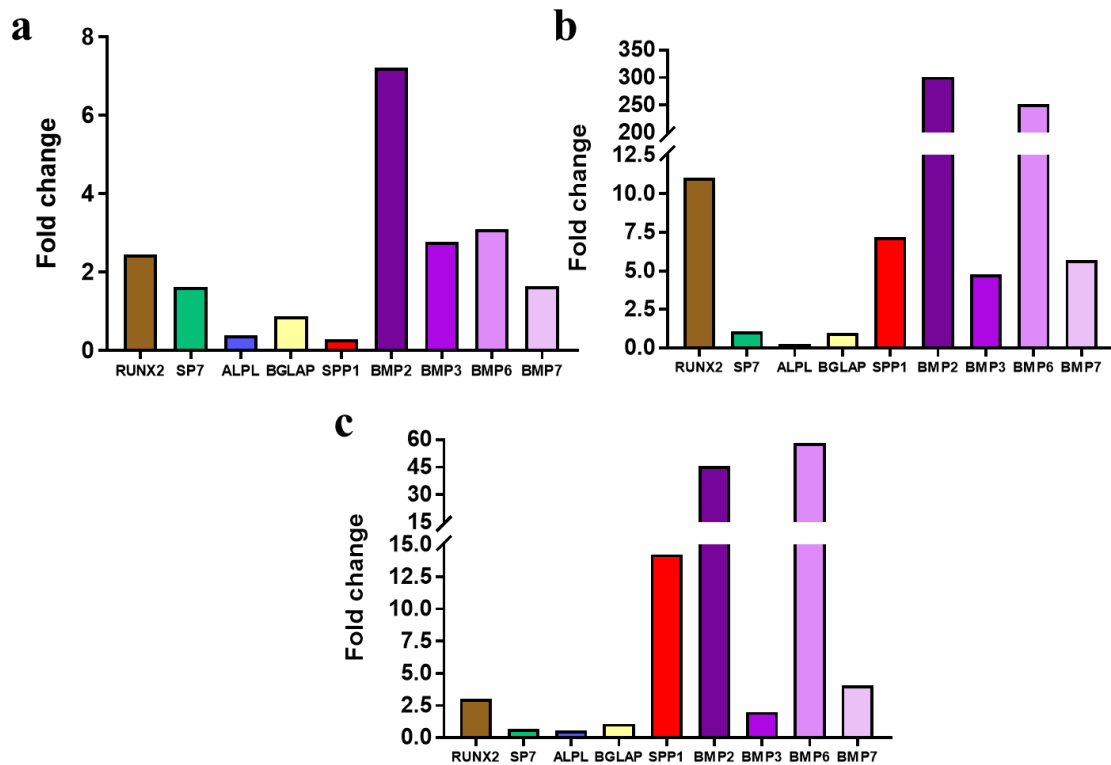 a
Fold change
8
6
4
2
0
RUNX2 SP7 ALPL BGLAP SPP1 BMP2 BMP3 BMP6 BMP7
b
Fold change
350
300
250
200
12.5
10.0
7.5
5.0
2.5
0.0
RUNX2 SP7 ALPL BGLAP SPP1 BMP2 BMP3 BMP6 BMP7
c
Fold change
60
45
30
15
15.0
12.5
10.0
7.5
5.0
2.5
0.0
RUNX2 SP7 ALPL BGLAP SPP1 BMP2 BMP3 BMP6 BMP7